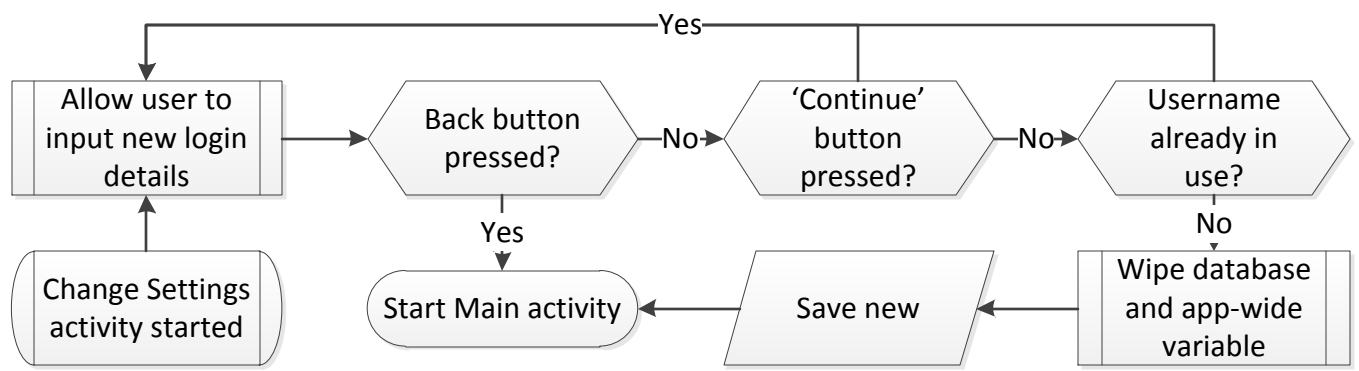 Yes
Allow user to
input new login
details
Back button
pressed?
No
‘Continue’
button
pressed?
No
Username
already in
use?
Yes
No
Change Settings
activity started
Start Main activity
Save new
Wipe database
and app-wide
variable